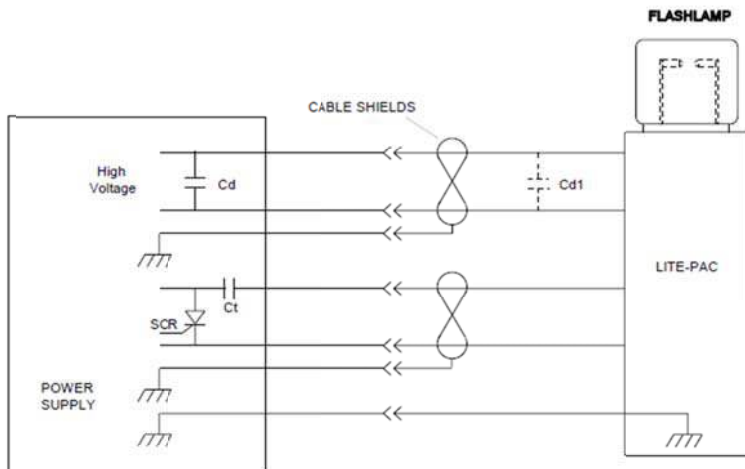 FLASHLAMP
CABLE SHIELDS
High
Voltage
Cd
Cd1
LITE-PAC
Ct
SCR
POWER
SUPPLY